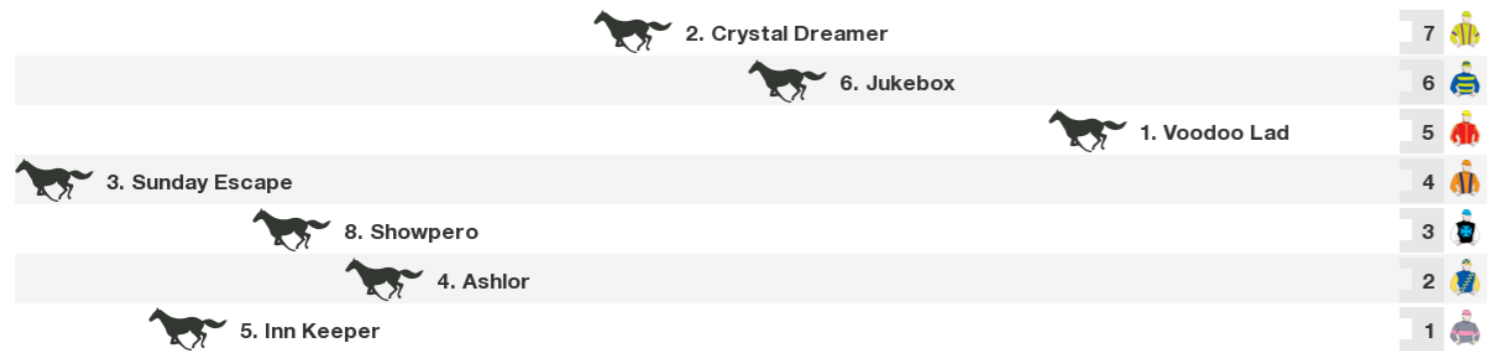 2. Crystal Dreamer 7
6. Jukebox 6
1. Voodoo Lad 5
3. Sunday Escape 4
8. Showpero 3
4. Ashlor 2
5. Inn Keeper 1